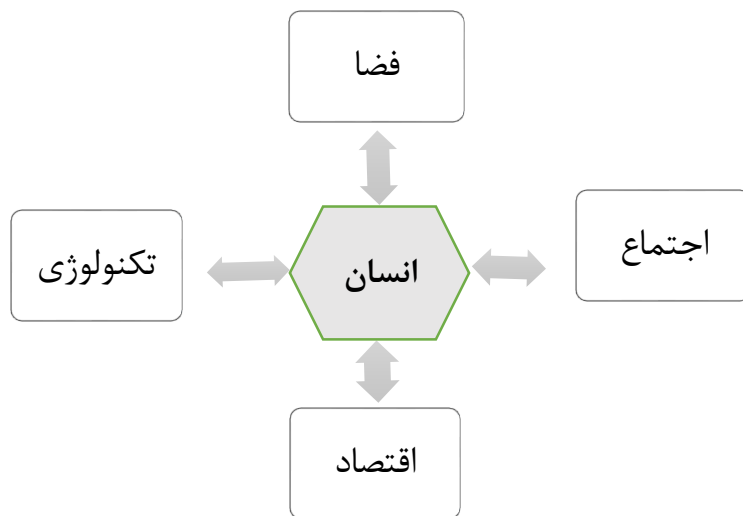 فضا
اجتماع
انسان
تکنولوژی
اقتصاد